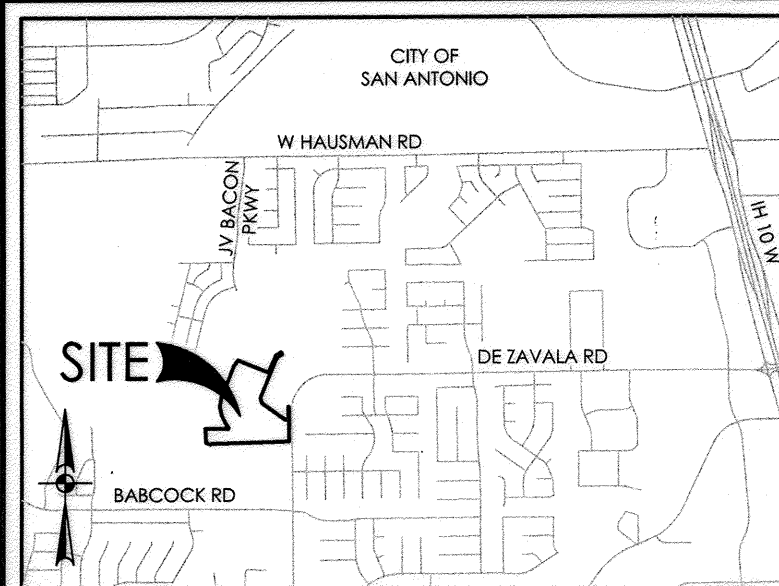 CITY OF
SAN ANTONIO
W HAUSMAN RD
JV BACON
PKWY
IH 10 W
SITE
DE ZAVALA RD
BABCOCK RD